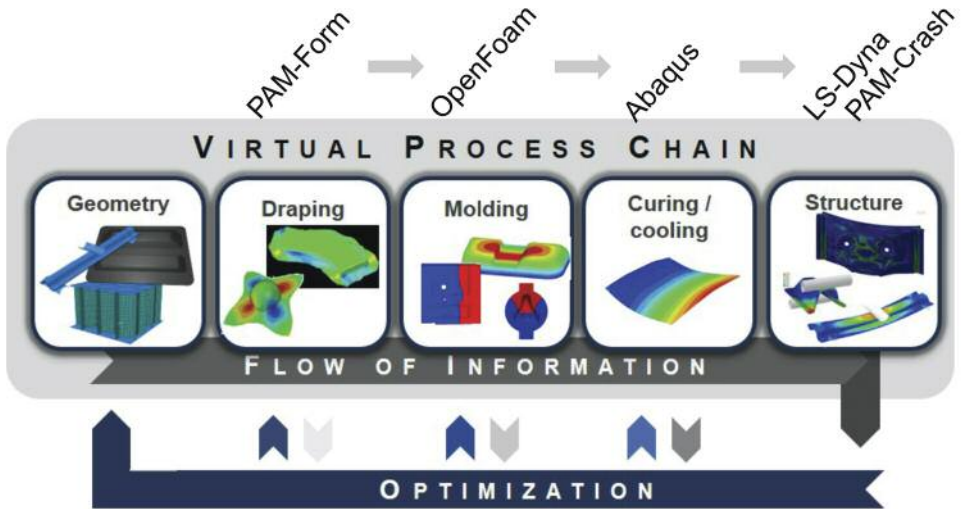 PAM-Form
OpenFoam
Abaqus
LS-Dyna
PAM-Crash
VIRTUAL PROCESS CHAIN
Geometry
Draping
Molding
Curing /
cooling
Structure
FLOW OF INFORMATION
OPTIMIZATION